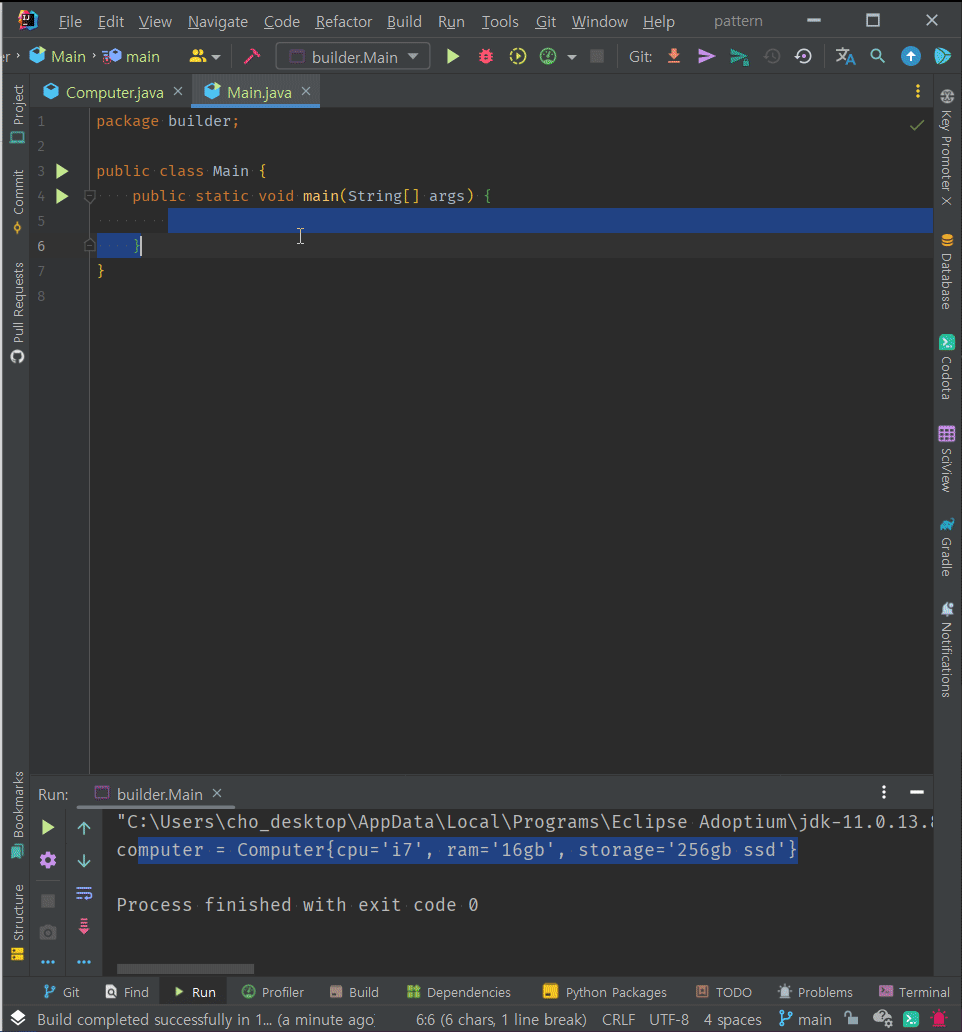 File Edit View Navigate Code Refactor Build Run Tools Git Window Help pattern
er › Main › main builder.Main Git:
Computer.java Main.java
1 package builder;
2
3 public class Main {
4 public static void main(String[] args) {
5
6 }
7 }
8
Project
Commit
Pull Requests
Bookmarks
Structure
Key Promoter X
Database
Codota
SciView
Gradle
Notifications
Run: builder.Main
"C:\Users\cho_desktop\AppData\Local\Programs\Eclipse Adoptium\jdk-11.0.13.8
computer = Computer{cpu='i7', ram='16gb', storage='256gb ssd'}
Process finished with exit code 0
Git Find Run Profiler Build Dependencies Python Packages TODO Problems Terminal
Build completed successfully in 1... (a minute ago 6:6 (6 chars, 1 line break) CRLF UTF-8 4 spaces main